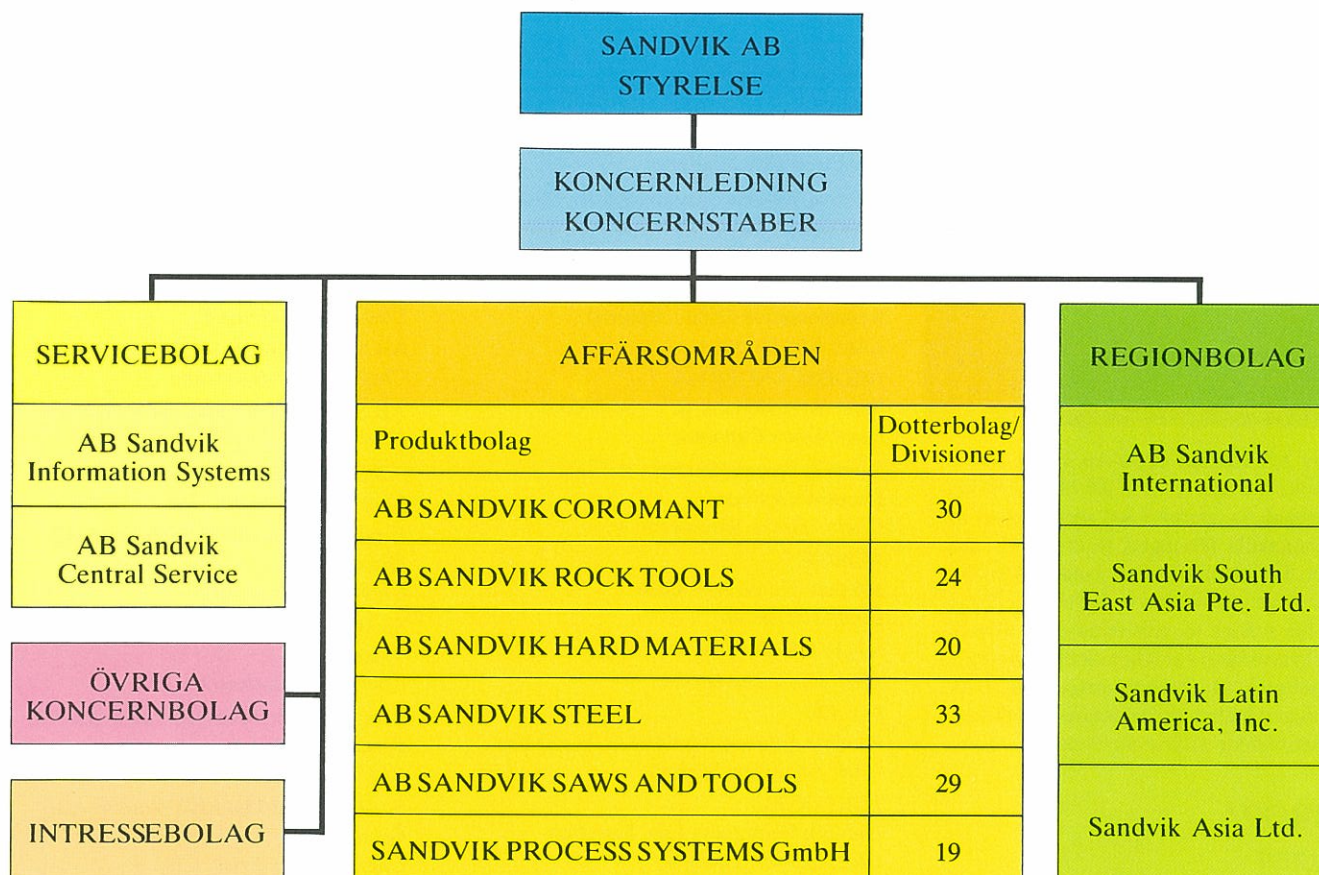 SANDVIK AB
STYRELSE
KONCERNLEDNING
KONCERNSTABER
SERVICEBOLAG
AB Sandvik
Information Systems
AB Sandvik
Central Service
ÖVRIGA
KONCERNBOLAG
INTRESSEBOLAG
AFFÄRSOMRÅDEN
Produktbolag
Dotterbolag/
Divisioner
AB SANDVIK COROMANT 30
AB SANDVIK ROCK TOOLS 24
AB SANDVIK HARD MATERIALS 20
AB SANDVIK STEEL 33
AB SANDVIK SAWS AND TOOLS 29
SANDVIK PROCESS SYSTEMS GmbH 19
REGIONBOLAG
AB Sandvik
International
Sandvik South
East Asia Pte. Ltd.
Sandvik Latin
America, Inc.
Sandvik Asia Ltd.